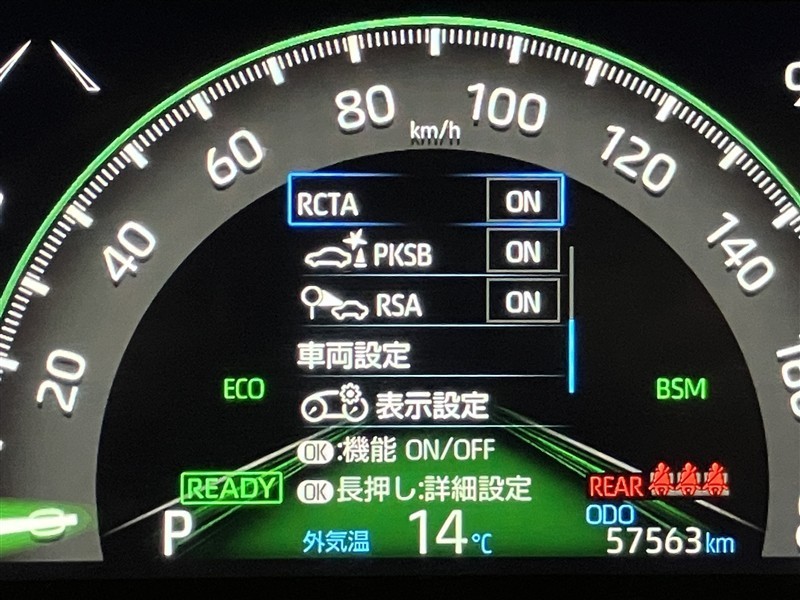 20
40
60
80
100
120
140
km/h
RCTA ON
PKSB ON
RSA ON
車両設定
表示設定
ECO
BSM
OK:機能 ON/OFF
OK長押し:詳細設定
READY
REAR
P
外気温 14℃
ODO
57563km
0